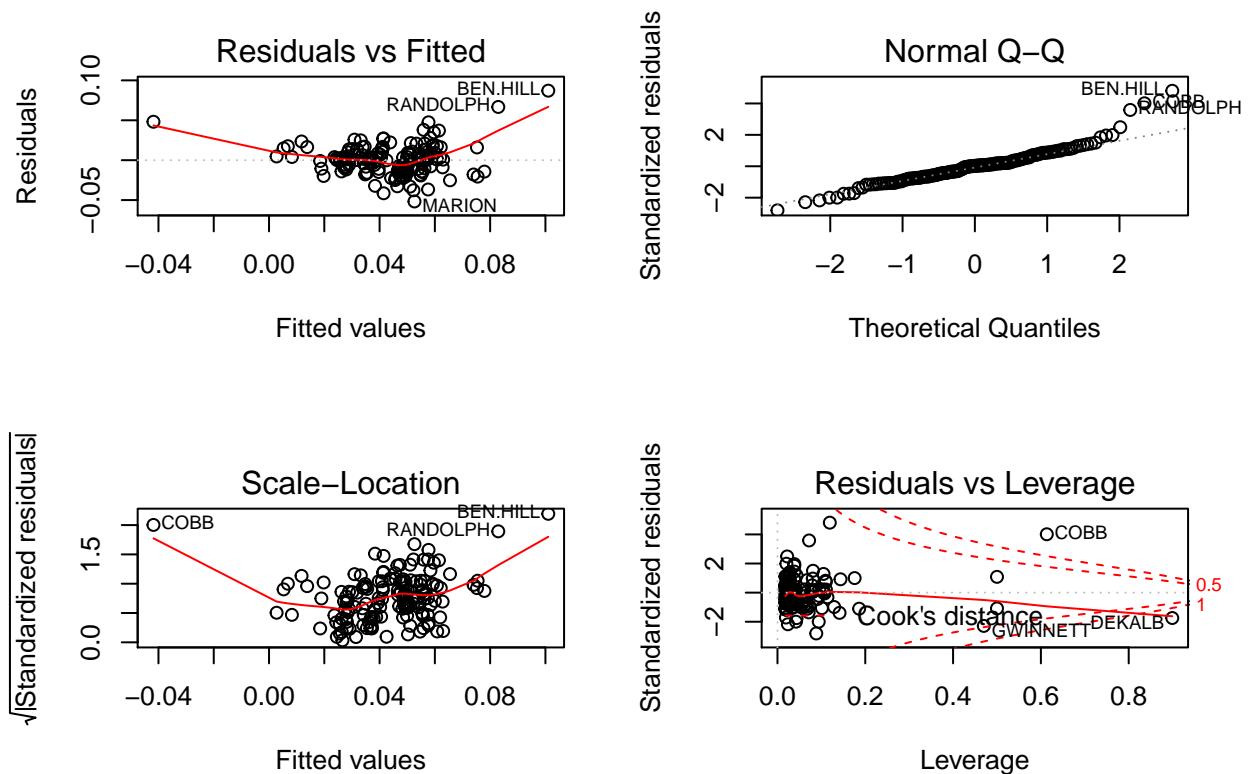 Residuals vs Fitted
Residuals
0.10
−0.05
BEN.HILL
RANDOLPH
MARION
−0.04 0.00 0.04 0.08
Fitted values
Normal Q−Q
Standardized residuals
2
−2
BEN.HILL
COBB
RANDOLPH
−2 −1 0 1 2
Theoretical Quantiles
Scale−Location
√|Standardized residuals|
1.5
0.0
COBB
BEN.HILL
RANDOLPH
−0.04 0.00 0.04 0.08
Fitted values
Residuals vs Leverage
Standardized residuals
2
−2
COBB
0.5
1
Cook's distance
DEKALB
GWINNETT
0.0 0.2 0.4 0.6 0.8
Leverage